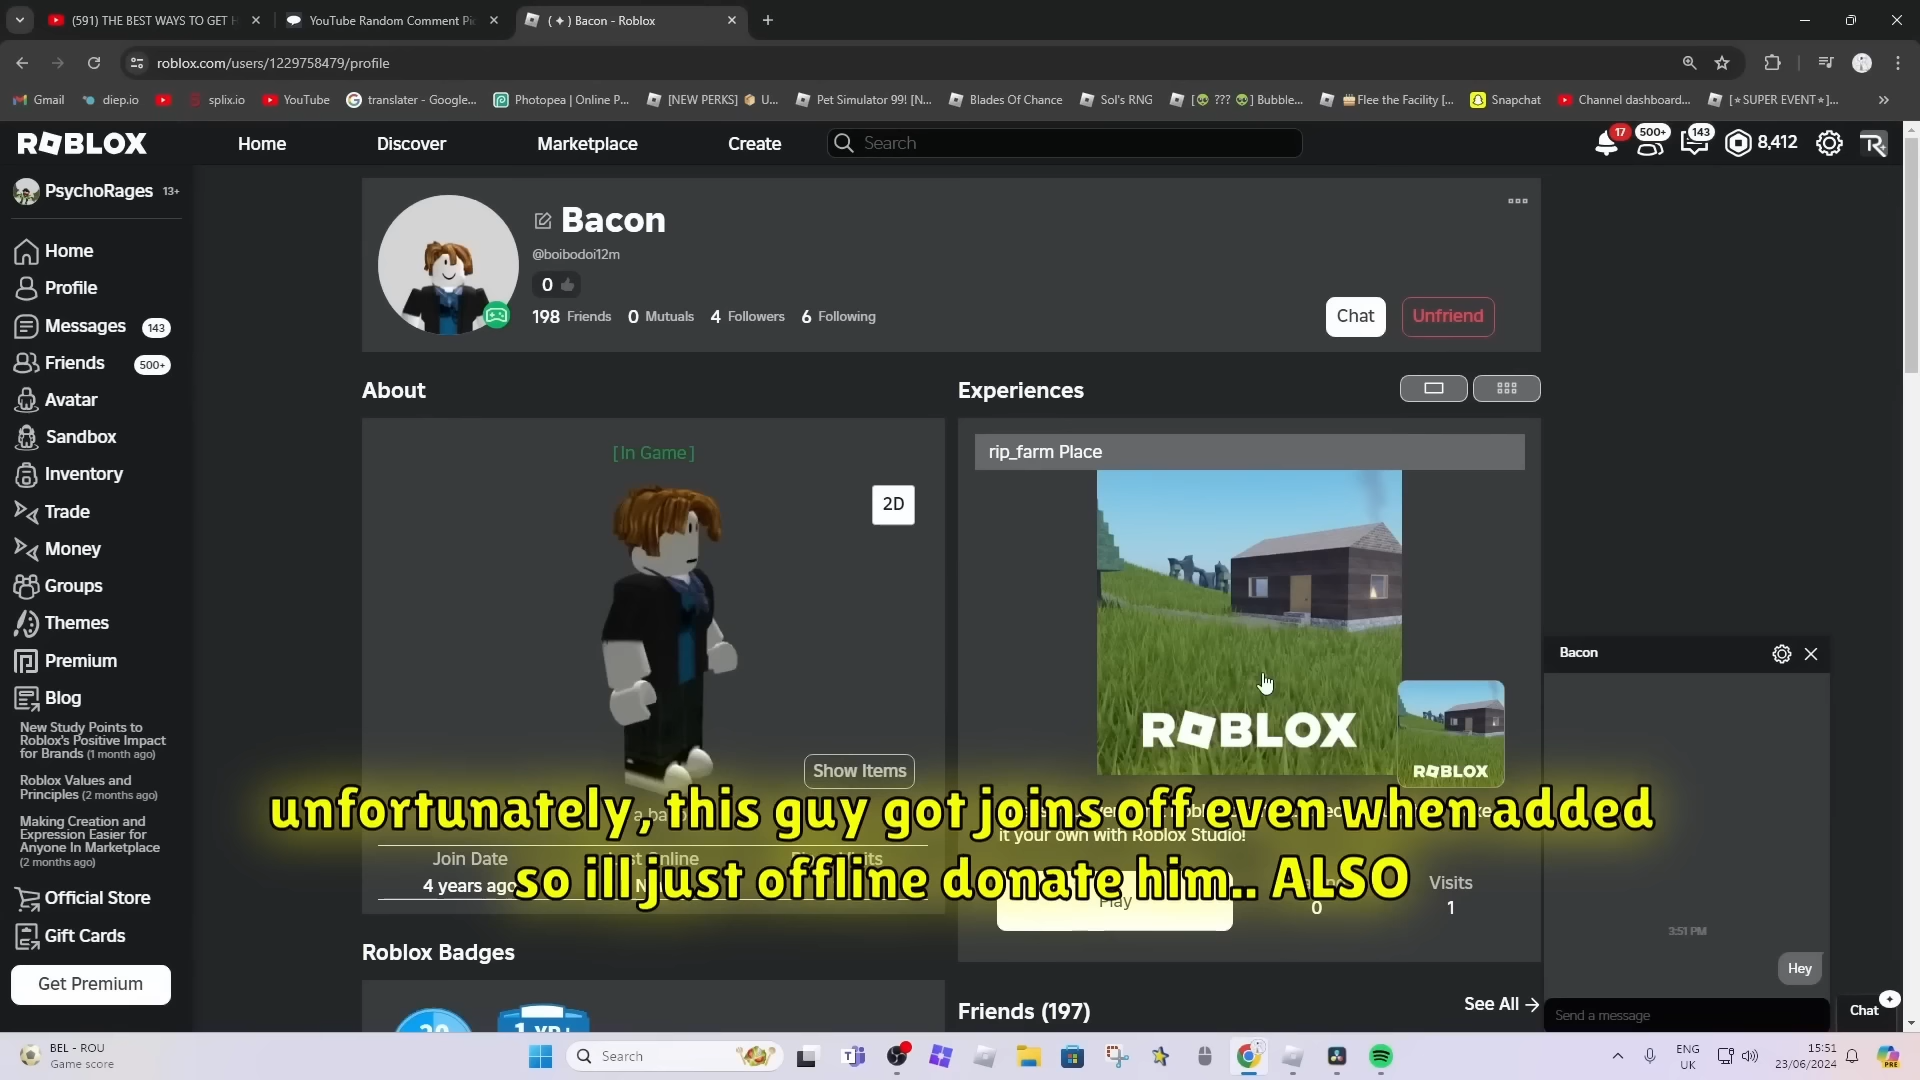 (591) THE BEST WAYS TO GET H
YouTube Random Comment Pic
( ✦ ) Bacon - Roblox
roblox.com/users/1229758479/profile
Gmail
diep.io
splix.io
YouTube
translater - Google...
Photopea | Online P...
[NEW PERKS] 📦 U...
Pet Simulator 99! [N...
Blades Of Chance
Sol's RNG
[👽 ??? 👽] Bubble...
🎂Flee the Facility [...
Snapchat
Channel dashboard...
[⭐SUPER EVENT⭐]...
ROBLOX
Home
Discover
Marketplace
Create
Search
17
500+
143
8,412
PsychoRages 13+
Home
Profile
Messages 143
Friends 500+
Avatar
Sandbox
Inventory
Trade
Money
Groups
Themes
Premium
Blog
New Study Points to
Roblox's Positive Impact
for Brands (1 month ago)
Roblox Values and
Principles (2 months ago)
Making Creation and
Expression Easier for
Anyone In Marketplace
(2 months ago)
Official Store
Gift Cards
Get Premium
Bacon
@boibodoi12m
0
198 Friends 0 Mutuals 4 Followers 6 Following
Chat
Unfriend
About
[In Game]
2D
Show Items
Join Date
4 years ago
Experiences
rip_farm Place
ROBLOX
ROBLOX
it your own with Roblox Studio!
Play
0
Visits
1
unfortunately, this guy got joins off even when added
so ill just offline donate him.. ALSO
Roblox Badges
1 YR+
Friends (197)
See All →
Bacon
3:51 PM
Hey
Send a message
Chat
BEL - ROU
Game score
Search
ENG
UK
15:51
23/06/2024
PRE